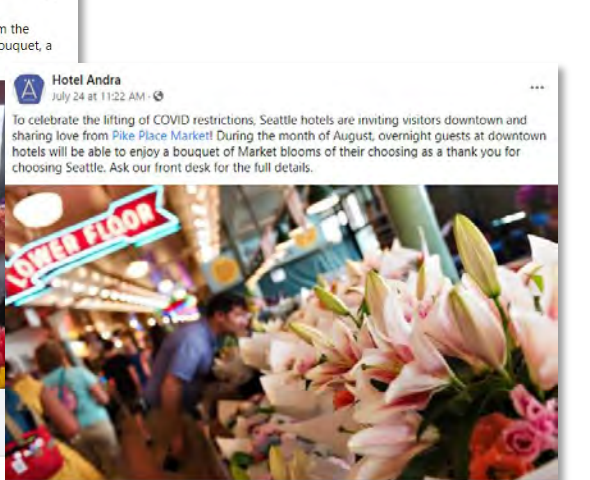 m the
ouquet, a
Hotel Andra
July 24 at 11:22 AM ·
To celebrate the lifting of COVID restrictions, Seattle hotels are inviting visitors downtown and
sharing love from Pike Place Market! During the month of August, overnight guests at downtown
hotels will be able to enjoy a bouquet of Market blooms of their choosing as a thank you for
choosing Seattle. Ask our front desk for the full details.
LOWER FLOOR